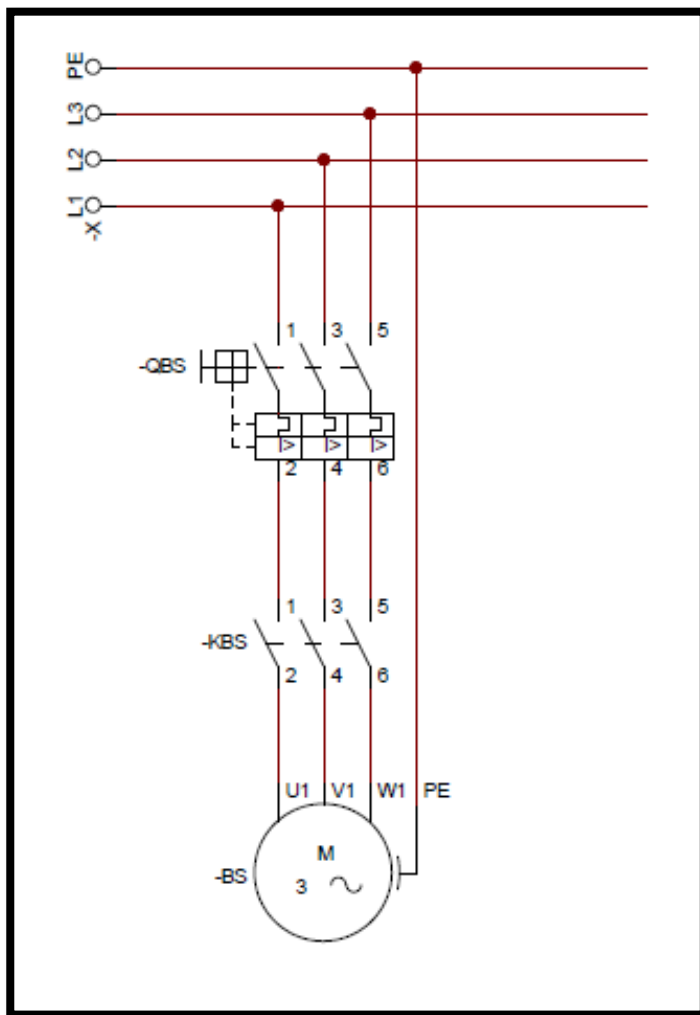 PE
L3
L2
L1
-X
1 3 5
-QBS
I> I> I>
2 4 6
1 3 5
-KBS
2 4 6
U1 V1 W1 PE
M
-BS
3